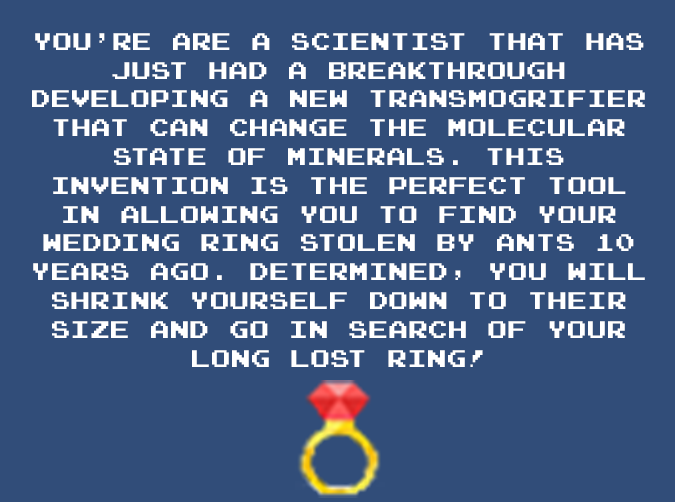 YOU'RE ARE A SCIENTIST THAT HAS
JUST HAD A BREAKTHROUGH
DEVELOPING A NEW TRANSMOGRIFIER
THAT CAN CHANGE THE MOLECULAR
STATE OF MINERALS. THIS
INVENTION IS THE PERFECT TOOL
IN ALLOWING YOU TO FIND YOUR
WEDDING RING STOLEN BY ANTS 10
YEARS AGO. DETERMINED, YOU WILL
SHRINK YOURSELF DOWN TO THEIR
SIZE AND GO IN SEARCH OF YOUR
LONG LOST RING!